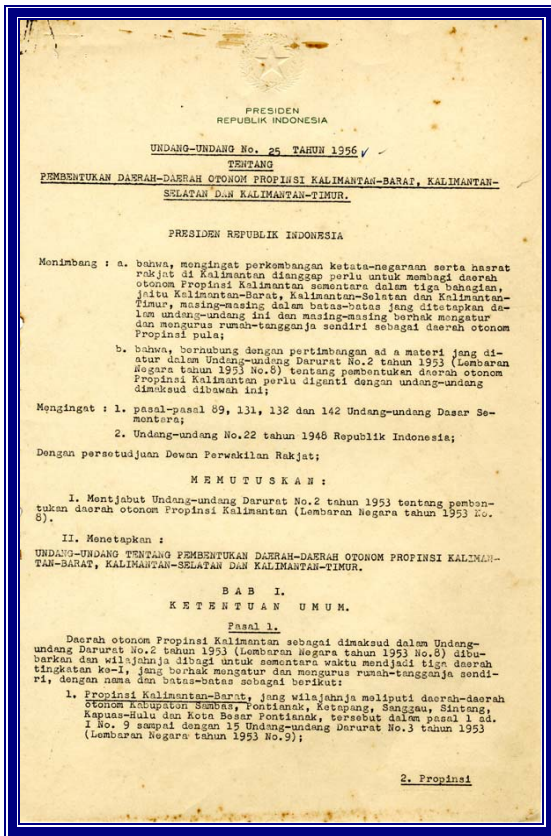 PRESIDEN
REPUBLIK INDONESIA
UNDANG-UNDANG No. 25 TAHUN 1956
TENTANG
PEMBENTUKAN DAERAH-DAERAH OTONOM PROPINSI KALIMANTAN-BARAT, KALIMANTAN-
SELATAN DAN KALIMANTAN-TIMUR.
PRESIDEN REPUBLIK INDONESIA
Menimbang : a. bahwa, mengingat perkembangan ketata-negaraan serta hasrat
rakjat di Kalimantan dianggap perlu untuk membagi daerah
otonom Propinsi Kalimantan sementara dalam tiga bahagian,
jaitu Kalimantan-Barat, Kalimantan-Selatan dan Kalimantan-
Timur, masing-masing dalam batas-batas jang ditetapkan da-
lam undang-undang ini dan masing-masing berhak mengatur
dan mengurus rumah-tangganja sendiri sebagai daerah otonom
Propinsi pula;
b. bahwa, berhubung dengan pertimbangan ad a materi jang di-
atur dalam Undang-undang Darurat No.2 tahun 1953 (Lembaran
Negara tahun 1953 No.8) tentang pembentukan daerah otonom
Propinsi Kalimantan perlu diganti dengan undang-undang
dimaksud dibawah ini;
Mengingat : 1. pasal-pasal 89, 131, 132 dan 142 Undang-undang Dasar Se-
mentara;
2. Undang-undang No.22 tahun 1948 Republik Indonesia;
Dengan persetudjuan Dewan Perwakilan Rakjat;
M E M U T U S K A N :
I. Mentjabut Undang-undang Darurat No.2 tahun 1953 tentang pemben-
tukan daerah otonom Propinsi Kalimantan (Lembaran Negara tahun 1953 No.
8).
II. Menetapkan :
UNDANG-UNDANG TENTANG PEMBENTUKAN DAERAH-DAERAH OTONOM PROPINSI KALIMAN-
TAN-BARAT, KALIMANTAN-SELATAN DAN KALIMANTAN-TIMUR.
B A B I.
K E T E N T U A N U M U M.
Pasal 1.
Daerah otonom Propinsi Kalimantan sebagai dimaksud dalam Undang-
undang Darurat No.2 tahun 1953 (Lembaran Negara tahun 1953 No.8) dibu-
barkan dan wilajahnja dibagi untuk sementara waktu mendjadi tiga daerah
tingkatan ke-I, jang berhak mengatur dan mengurus rumah-tangganja sendi-
ri, dengan nama dan batas-batas sebagai berikut:
1. Propinsi Kalimantan-Barat, jang wilajahnja meliputi daerah-daerah
otonom Kabupaten Sambas, Pontianak, Ketapang, Sanggau, Sintang,
Kapuas-Hulu dan Kota Besar Pontianak, tersebut dalam pasal 1 ad.
I No. 9 sampai dengan 15 Undang-undang Darurat No.3 tahun 1953
(Lembaran Negara tahun 1953 No.9);
2. Propinsi